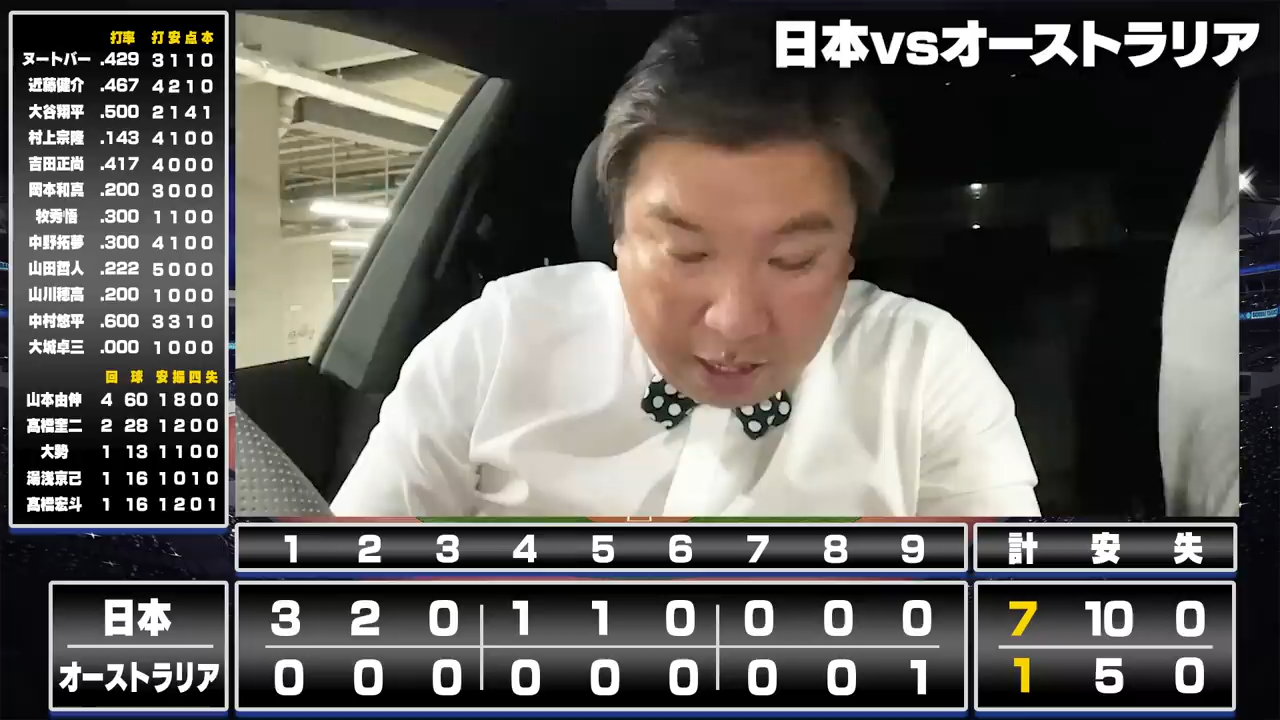 日本vsオーストラリア
打率 打安点本
ヌートバー .429 3110
近藤健介 .467 4210
大谷翔平 .500 2141
村上宗隆 .143 4100
吉田正尚 .417 4000
岡本和真 .200 3000
牧秀悟 .300 1100
中野拓夢 .300 4100
山田哲人 .222 5000
山川穂高 .200 1000
中村悠平 .600 3310
大城卓三 .000 1000
回 球 安振四失
山本由伸 4 60 1800
高橋奎二 2 28 1200
大勢 1 13 1100
湯浅京己 1 16 1010
高橋宏斗 1 16 1201
1 2 3 4 5 6 7 8 9 計 安 失
日本 3 2 0 1 1 0 0 0 0 7 10 0
オーストラリア 0 0 0 0 0 0 0 0 1 1 5 0